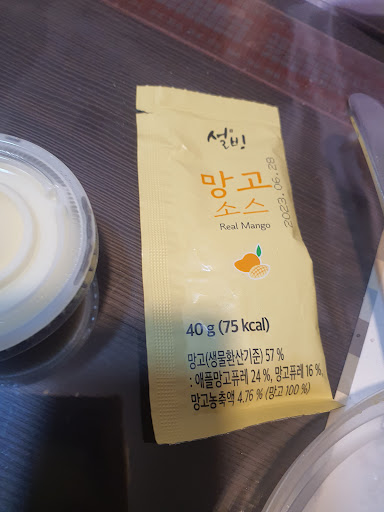 설빙
망고
소스
Real Mango
2023.06.28
40 g (75 kcal)
망고(생물환산기준) 57 %
: 애플망고퓨레 24 %, 망고퓨레 16 %,
망고농축액 4.76 % (망고 100 %)